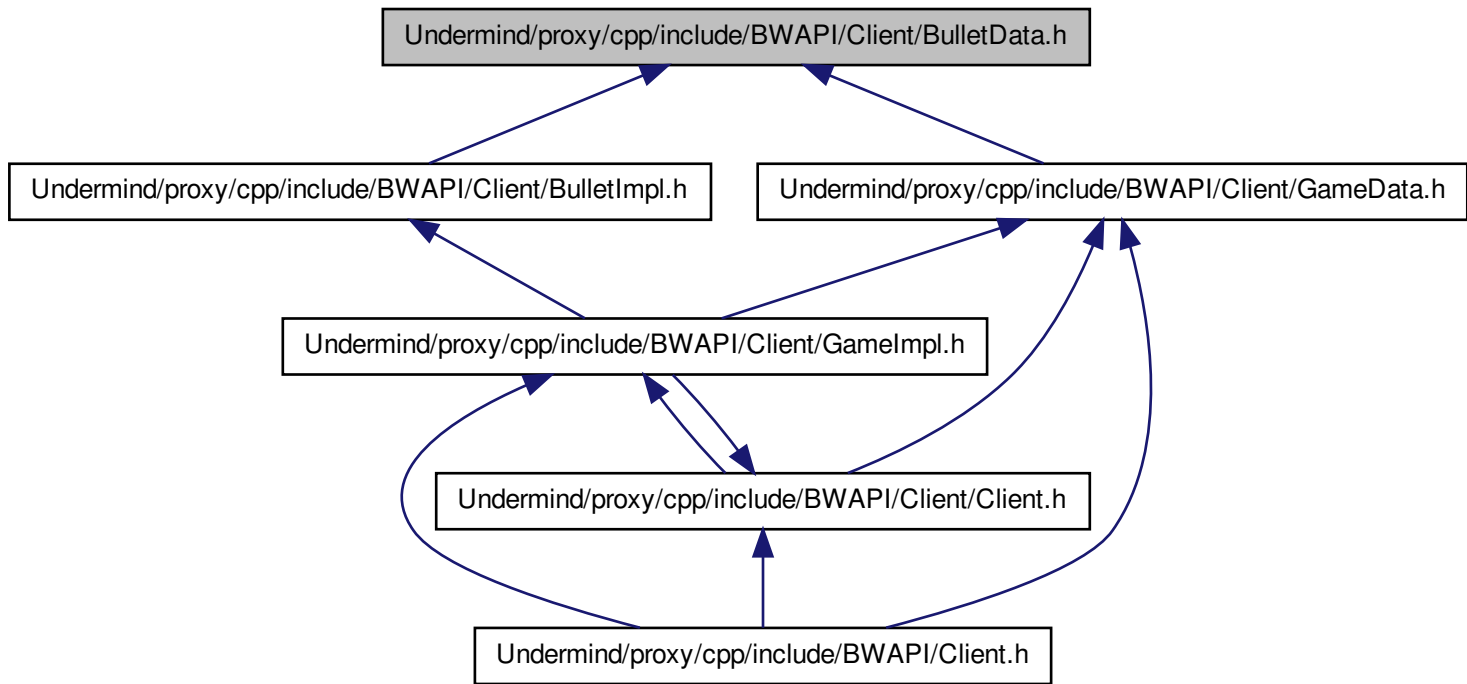 Undermind/proxy/cpp/include/BWAPI/Client/BulletData.h
Undermind/proxy/cpp/include/BWAPI/Client/BulletImpl.h
Undermind/proxy/cpp/include/BWAPI/Client/GameData.h
Undermind/proxy/cpp/include/BWAPI/Client/GameImpl.h
Undermind/proxy/cpp/include/BWAPI/Client/Client.h
Undermind/proxy/cpp/include/BWAPI/Client.h